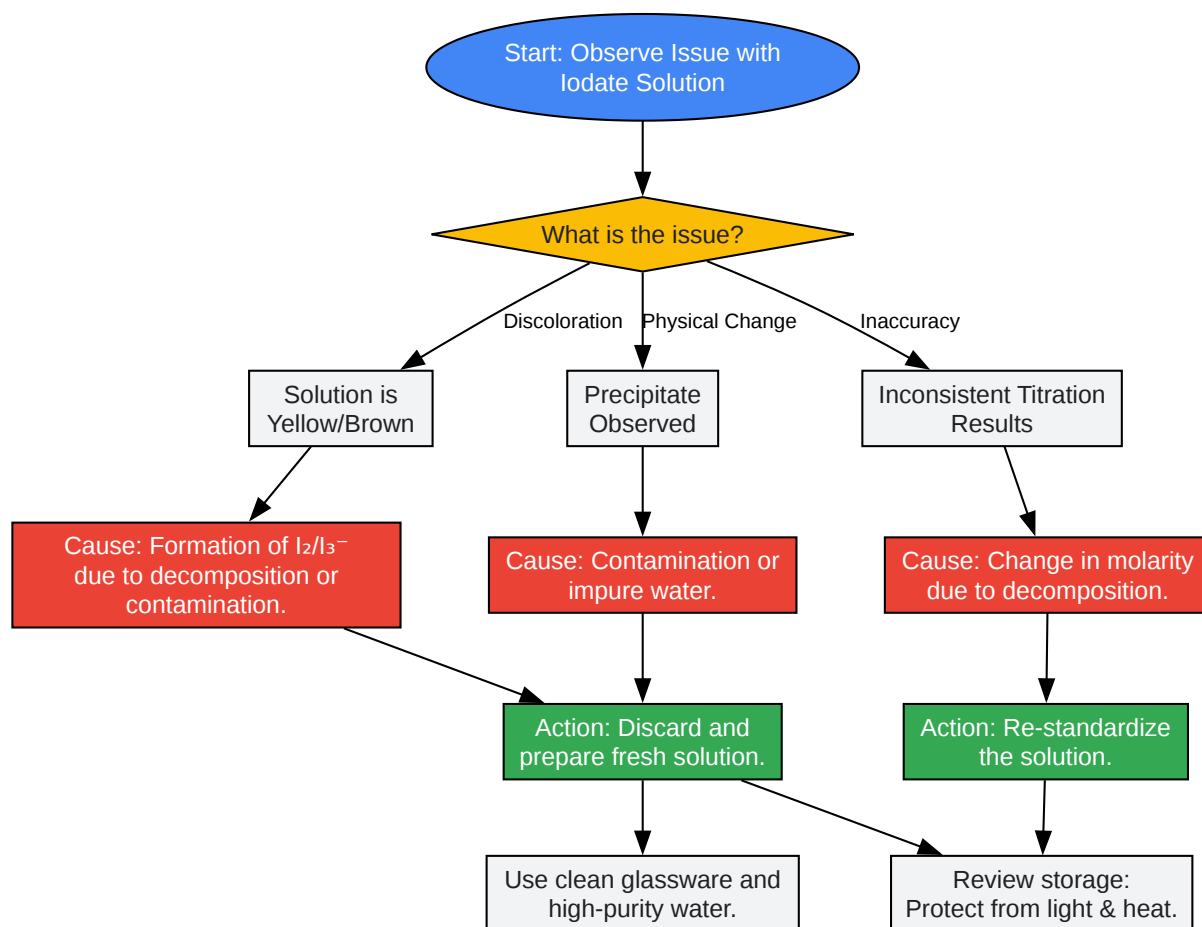 Start: Observe Issue with
Iodate Solution
What is the issue?
Discoloration
Physical Change
Inaccuracy
Solution is
Yellow/Brown
Precipitate
Observed
Inconsistent Titration
Results
Cause: Formation of I₂/I₃⁻
due to decomposition or
contamination.
Cause: Contamination or
impure water.
Cause: Change in molarity
due to decomposition.
Action: Discard and
prepare fresh solution.
Action: Re-standardize
the solution.
Use clean glassware and
high-purity water.
Review storage:
Protect from light & heat.